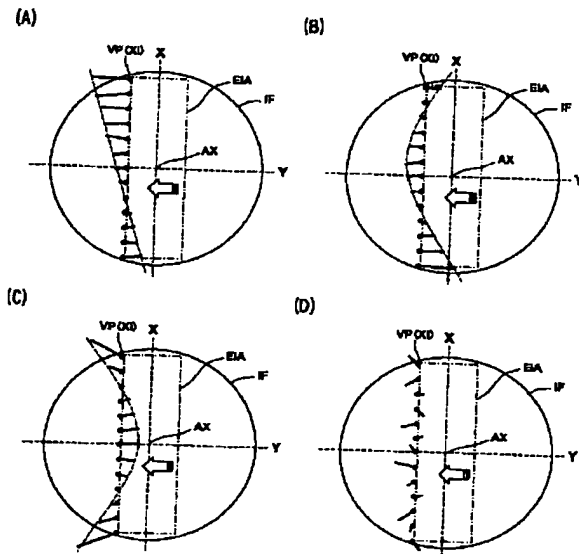 (A)
X
VP(Xi)
EIA
IF
AX
Y
(B)
X
VP(Xi)
EIA
IF
AX
Y
(C)
X
VP(Xi)
EIA
IF
AX
Y
(D)
X
VP(Xi)
EIA
IF
AX
Y